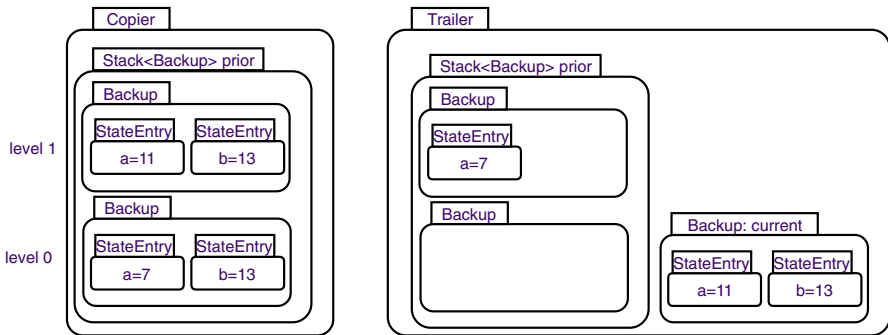 Copier
Trailer
Stack<Backup> prior
Stack<Backup> prior
Backup
Backup
StateEntry
StateEntry
StateEntry
level 1
a=11
b=13
a=7
Backup
Backup
Backup: current
StateEntry
StateEntry
level 0
StateEntry
StateEntry
a=7
b=13
a=11
b=13